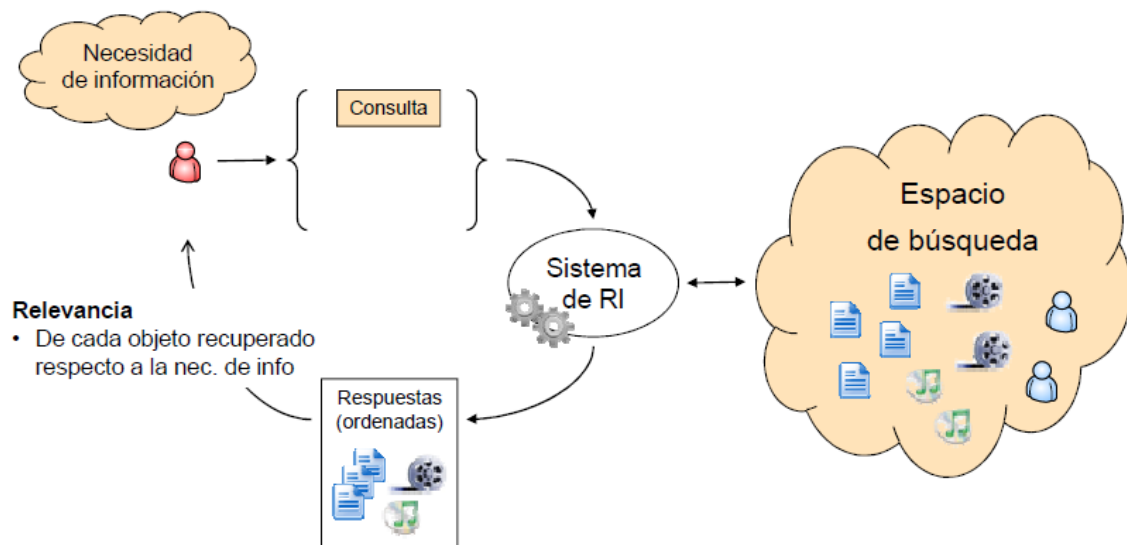 Necesidad
de información
Consulta
Espacio
de búsqueda
Sistema
de RI
Relevancia
• De cada objeto recuperado
respecto a la nec. de info
Respuestas
(ordenadas)